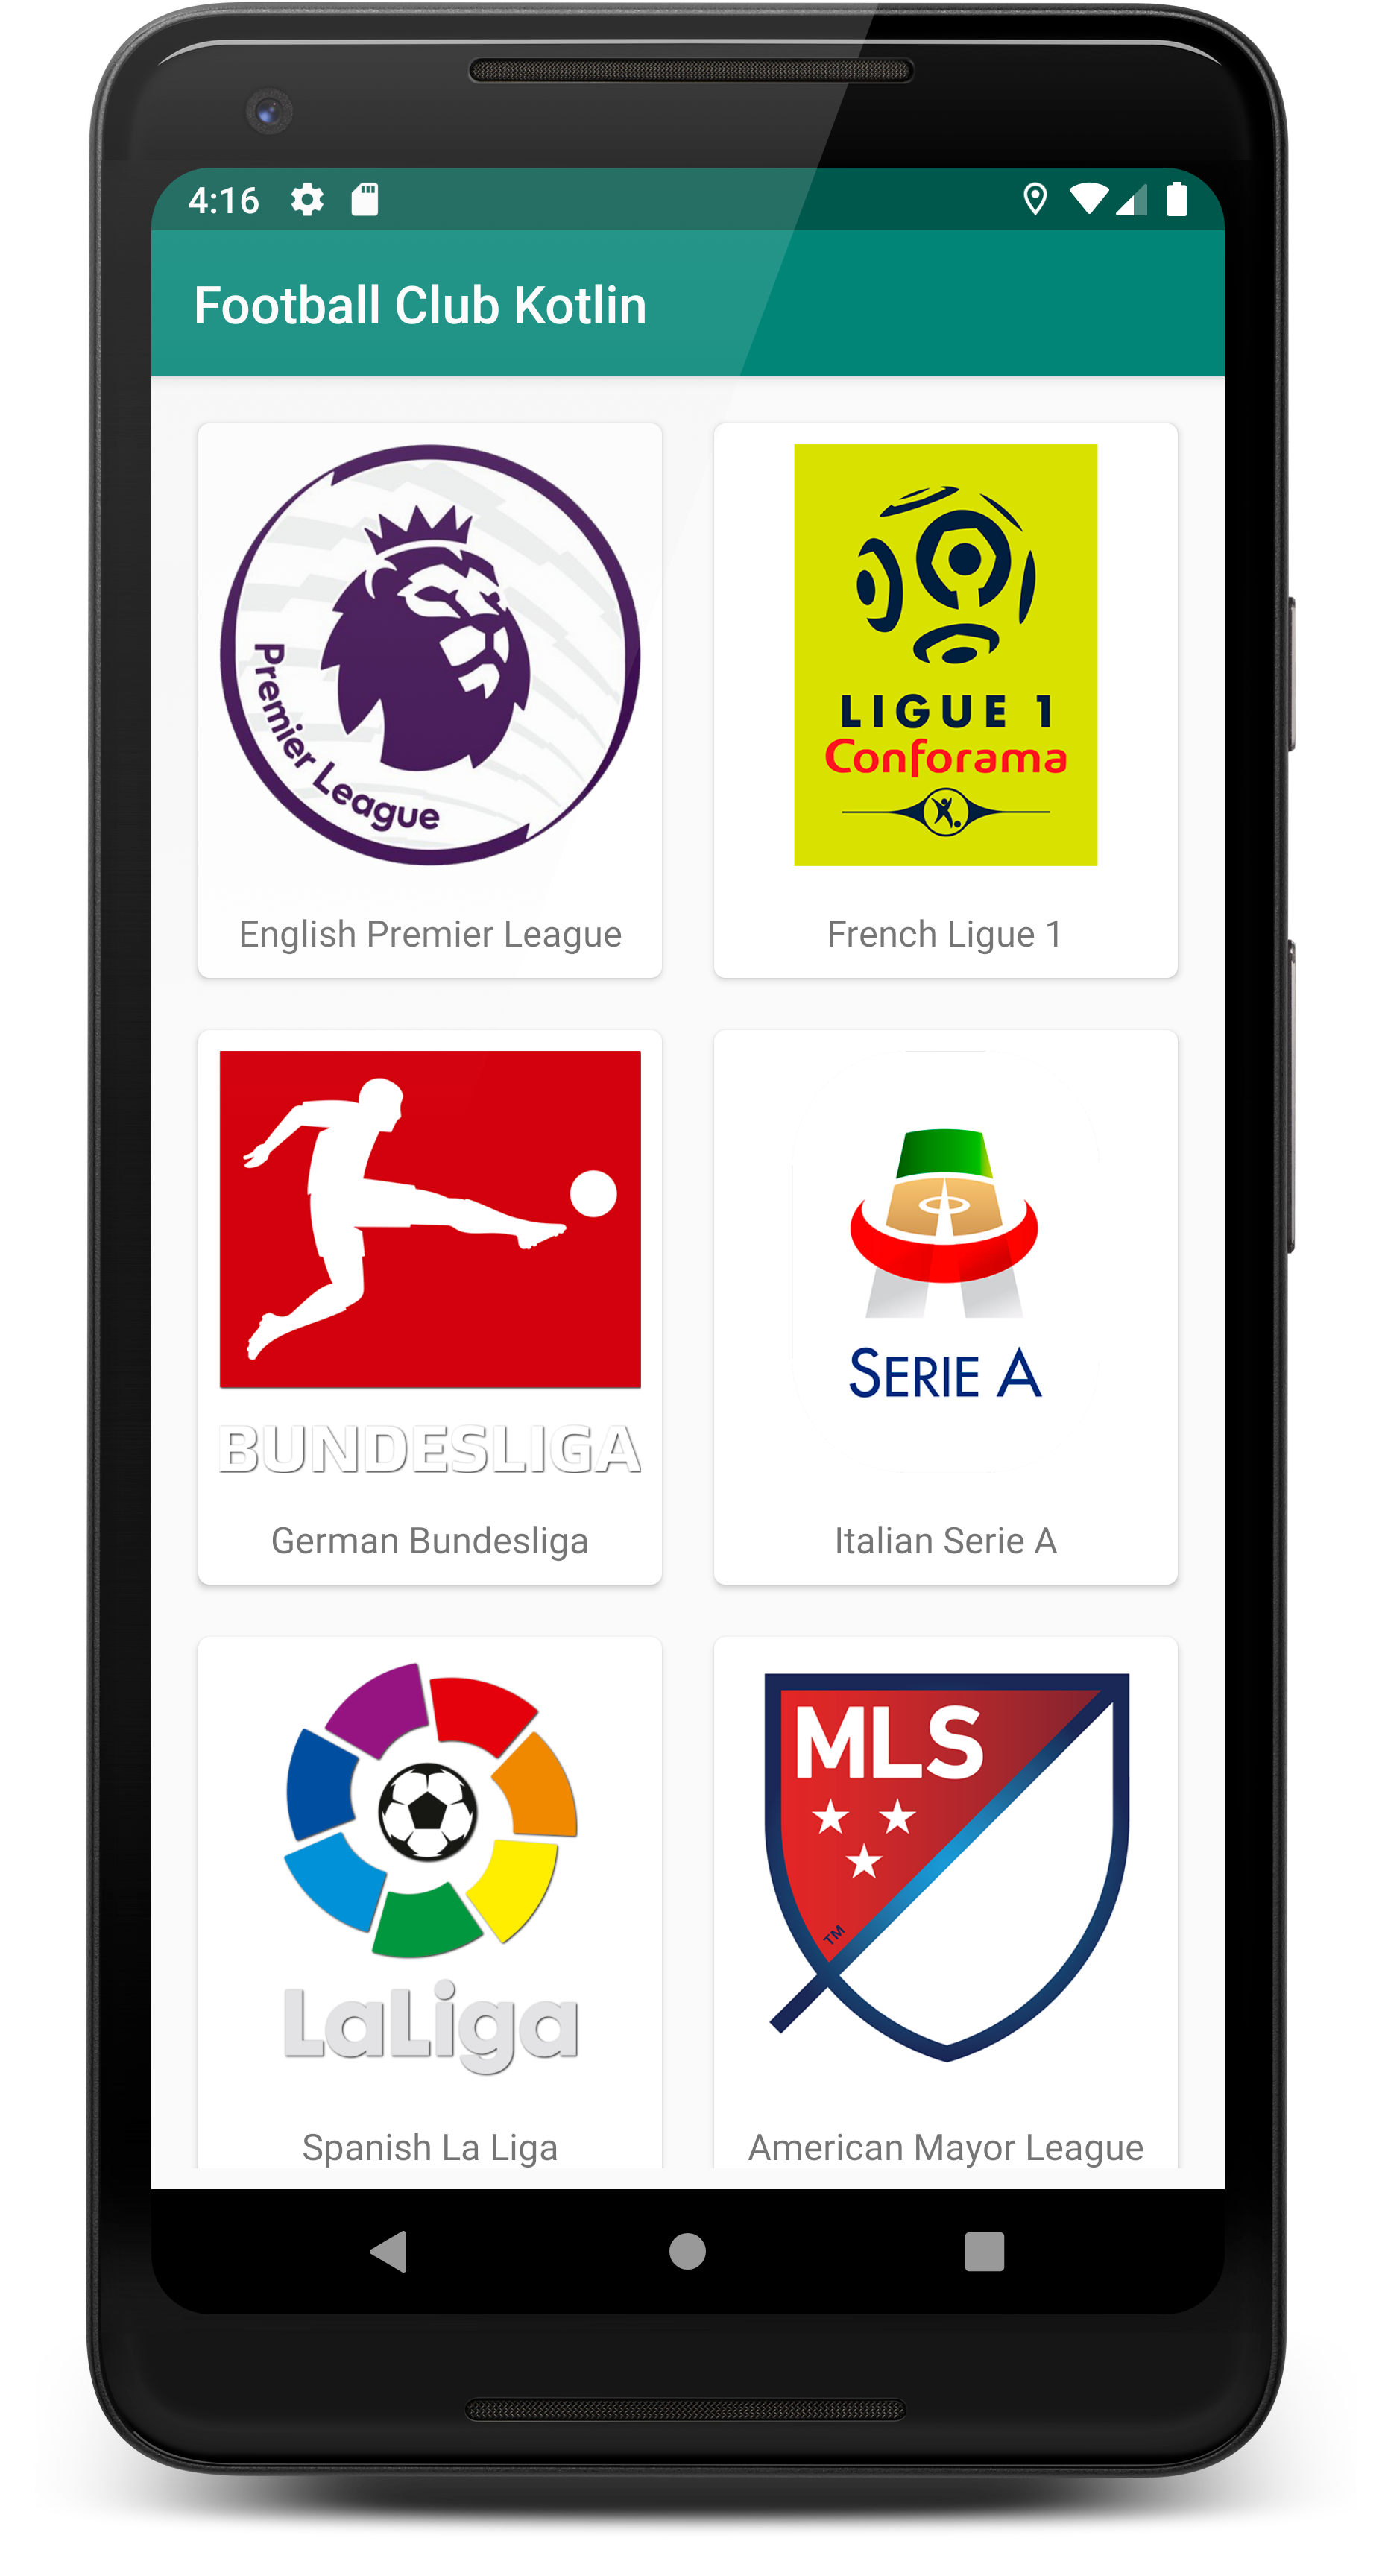 4:16
Football Club Kotlin
Premier League
LIGUE 1
Conforama
English Premier League
French Ligue 1
BUNDESLIGA
SERIE A
German Bundesliga
Italian Serie A
LaLiga
MLS
TM
Spanish La Liga
American Mayor League